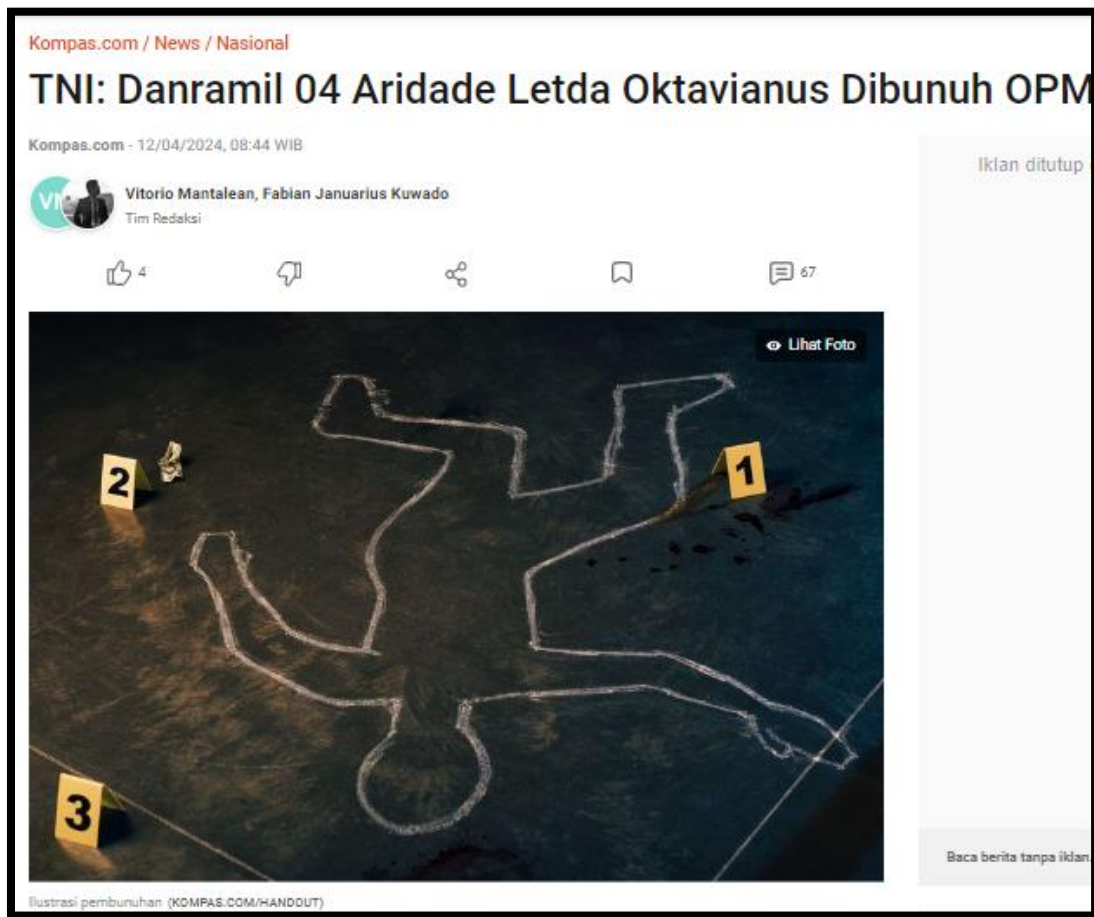 Kompas.com / News / Nasional
TNI: Danramil 04 Aridade Letda Oktavianus Dibunuh OPM
Kompas.com - 12/04/2024, 08:44 WIB
Iklan ditutup
VM
Vitorio Mantalean, Fabian Januarius Kuwado
Tim Redaksi
4
67
Lihat Foto
2
1
3
Baca berita tanpa iklan.
Ilustrasi pembunuhan (KOMPAS.COM/HANDOUT)